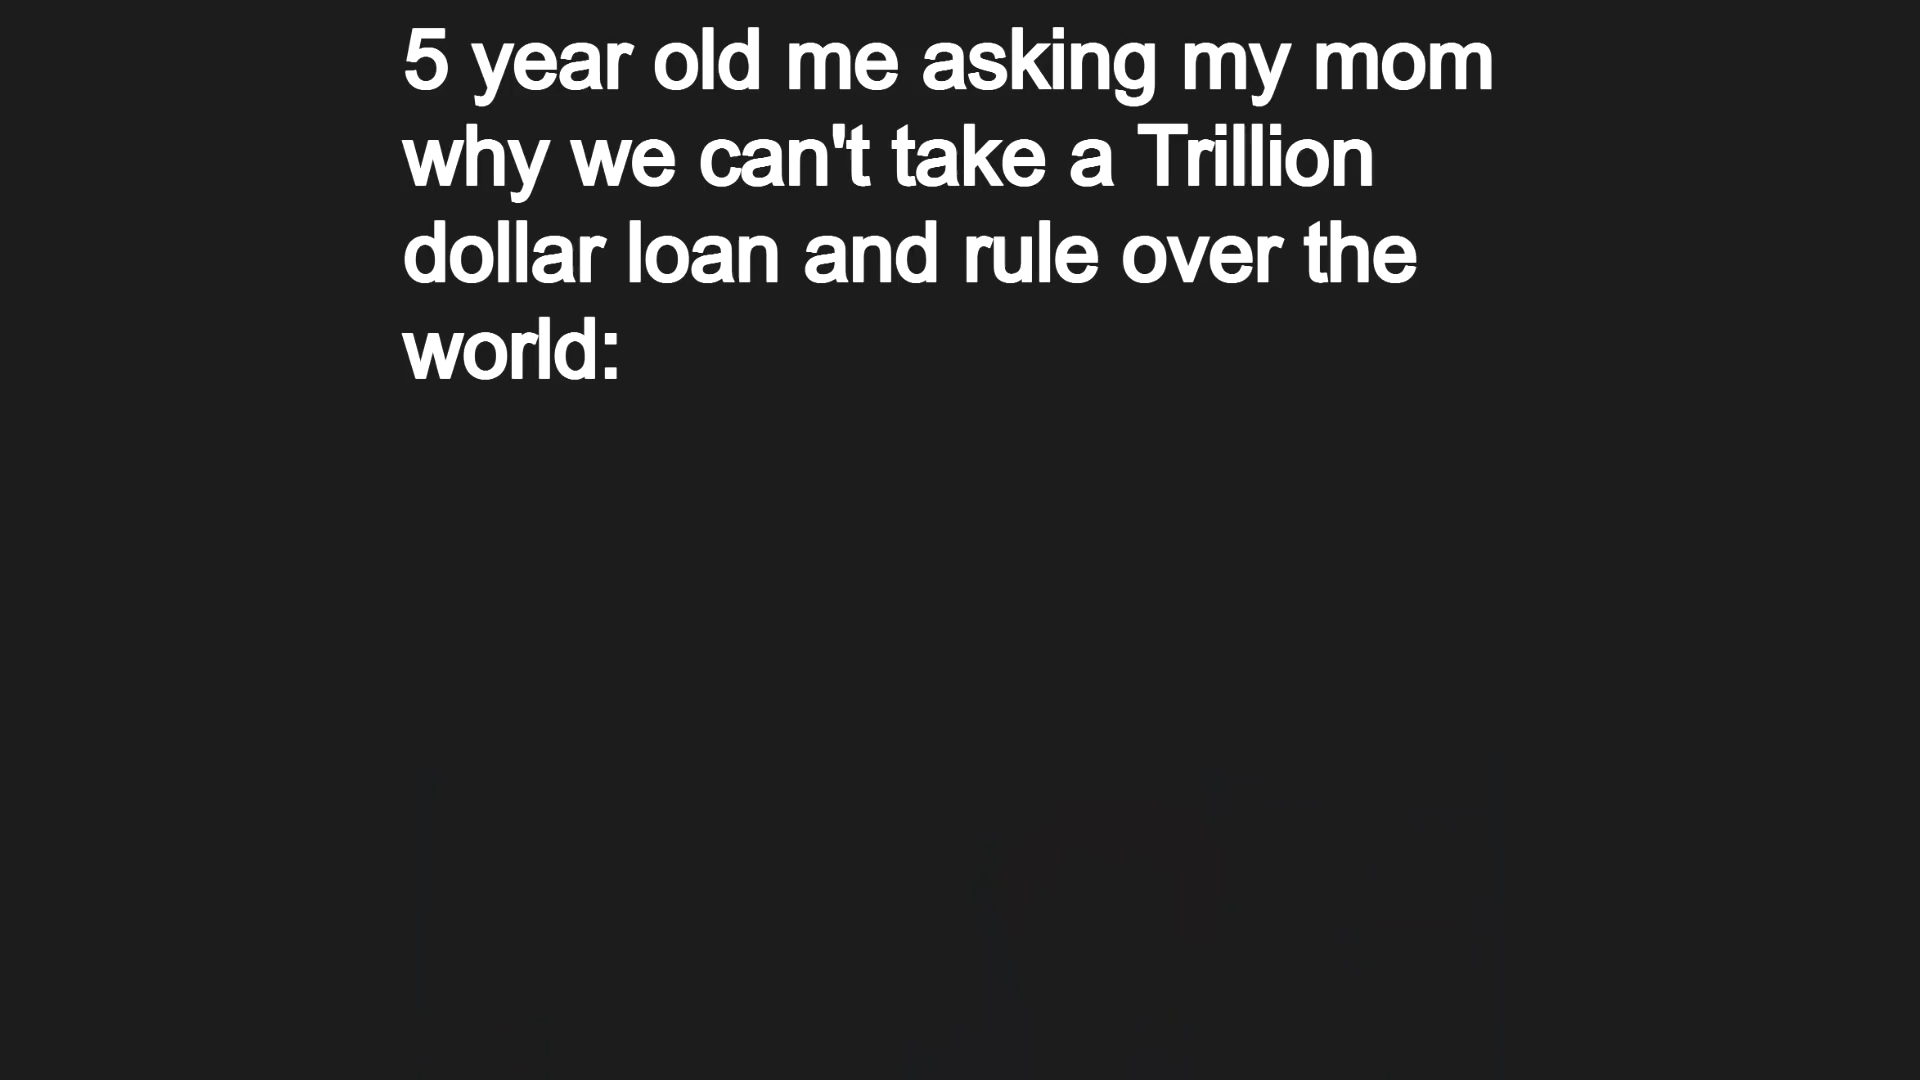 5 year old me asking my mom
why we can't take a Trillion
dollar loan and rule over the
world: